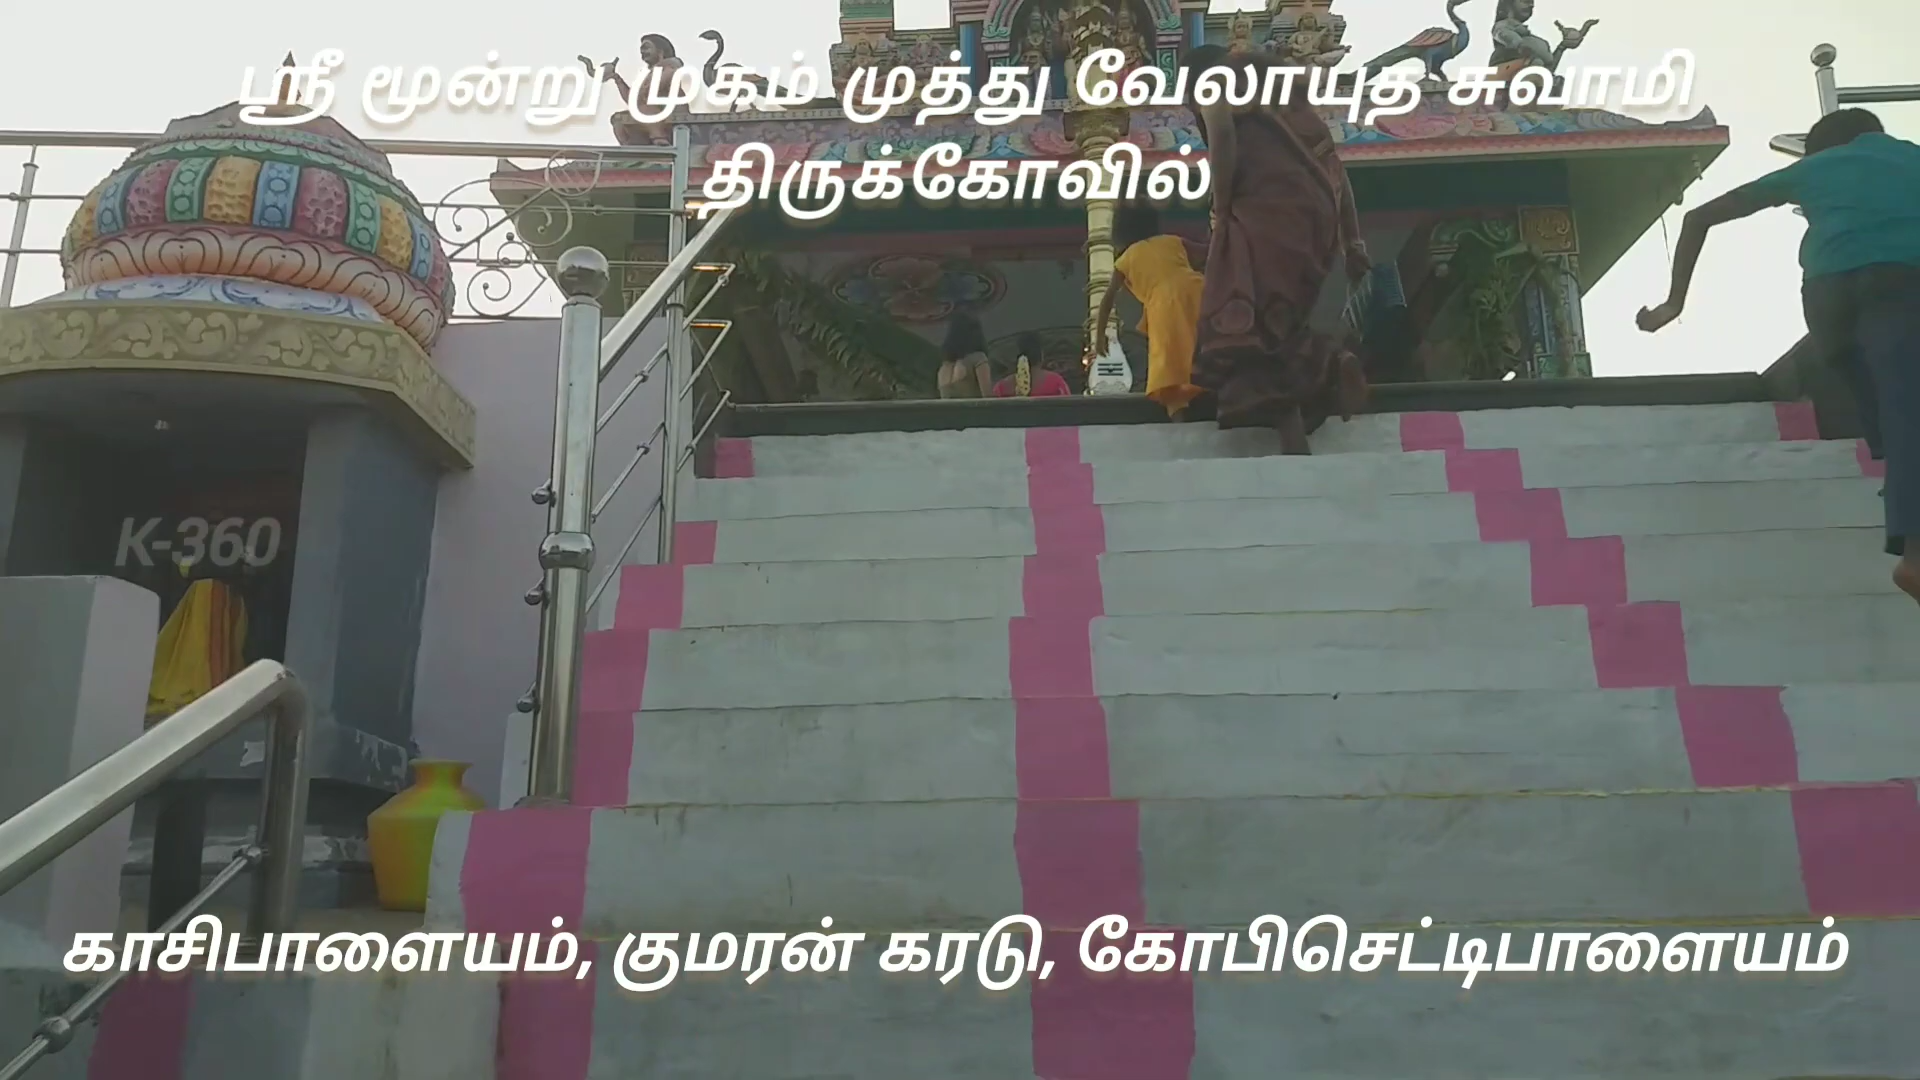 ஸ்ரீ மூன்று முகம் முத்து வேலாயுத சுவாமி
திருக்கோவில்
K-360
காசிபாளையம், குமரன் கரடு, கோபிசெட்டிபாளையம்